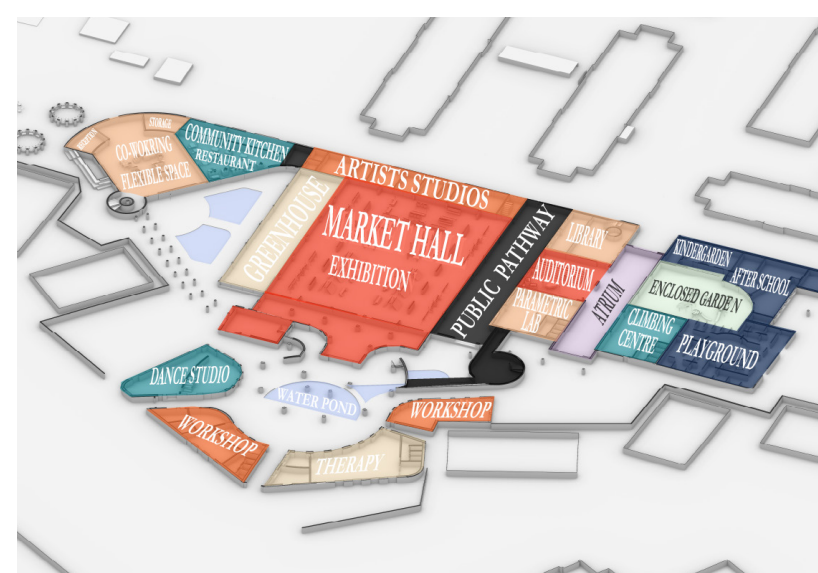 STORAGE
RECEPTION
CO-WOKRING
FLEXIBLE SPACE
COMMUNITY KITCHEN
RESTAURANT
ARTISTS STUDIOS
GREENHOUSE
MARKET HALL
EXHIBITION
PUBLIC PATHWAY
LIBRARY
AUDITORIUM
PARAMETRIC
LAB
ATRIUM
KINDERGARDEN
AFTER SCHOOL
ENCLOSED GARDEN
CLIMBING
CENTRE
PLAYGROUND
DANCE STUDIO
WATER POND
WORKSHOP
WORKSHOP
THERAPY